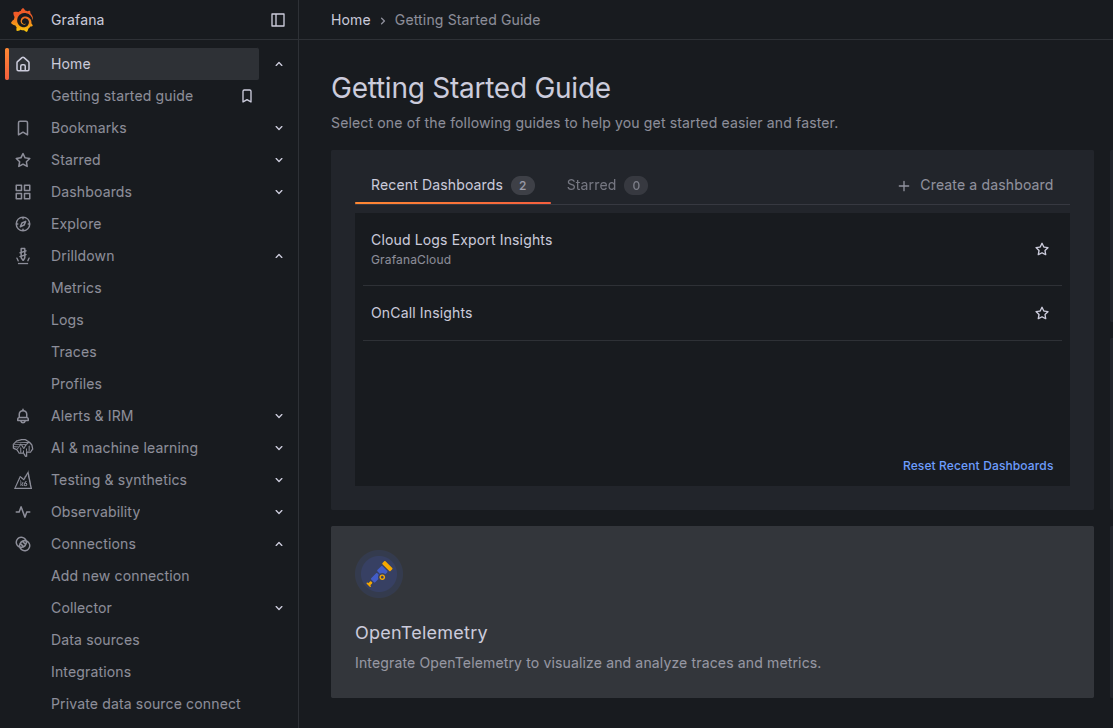 Grafana
Home › Getting Started Guide
Home
Getting started guide
Bookmarks
Starred
Dashboards
Explore
Drilldown
Metrics
Logs
Traces
Profiles
Alerts & IRM
AI & machine learning
Testing & synthetics
Observability
Connections
Add new connection
Collector
Data sources
Integrations
Private data source connect
Getting Started Guide
Select one of the following guides to help you get started easier and faster.
Recent Dashboards 2 Starred 0 + Create a dashboard
Cloud Logs Export Insights
GrafanaCloud
OnCall Insights
Reset Recent Dashboards
OpenTelemetry
Integrate OpenTelemetry to visualize and analyze traces and metrics.